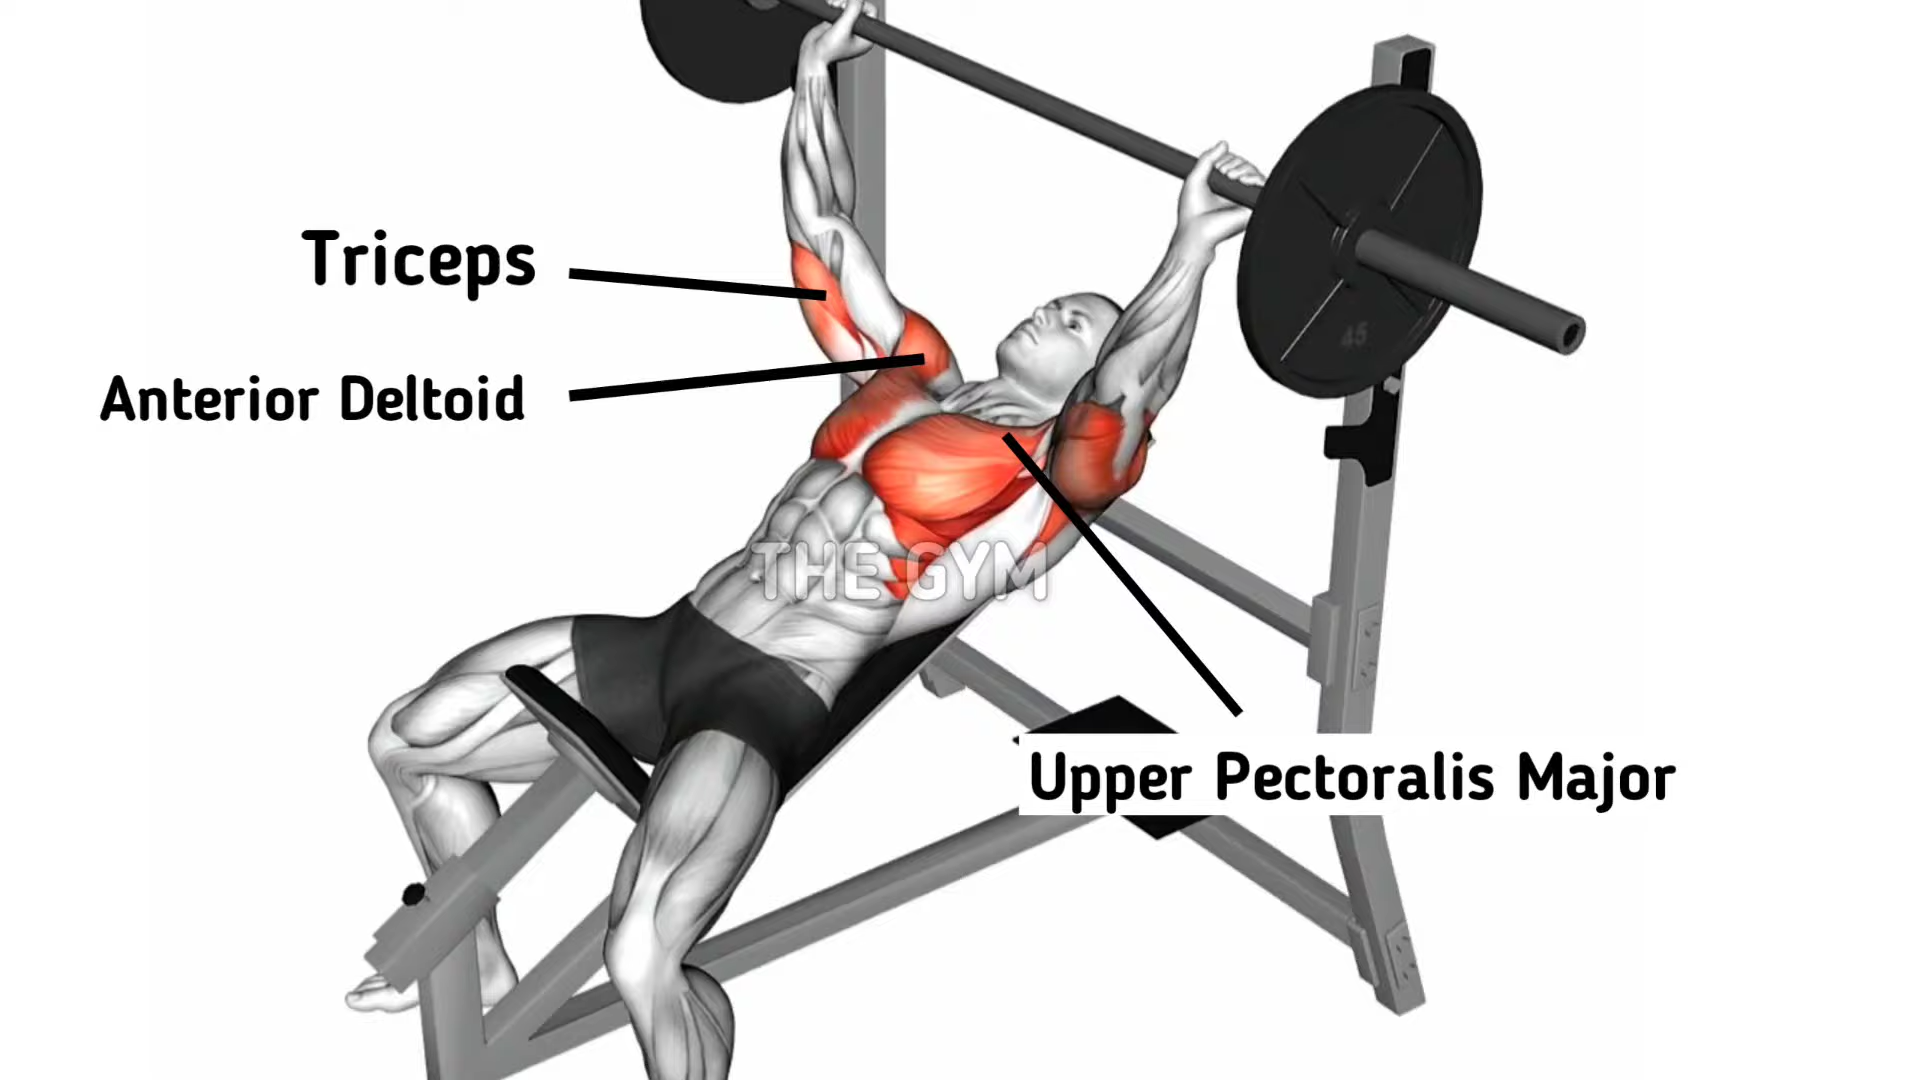 Triceps
Anterior Deltoid
45
THE GYM
Upper Pectoralis Major